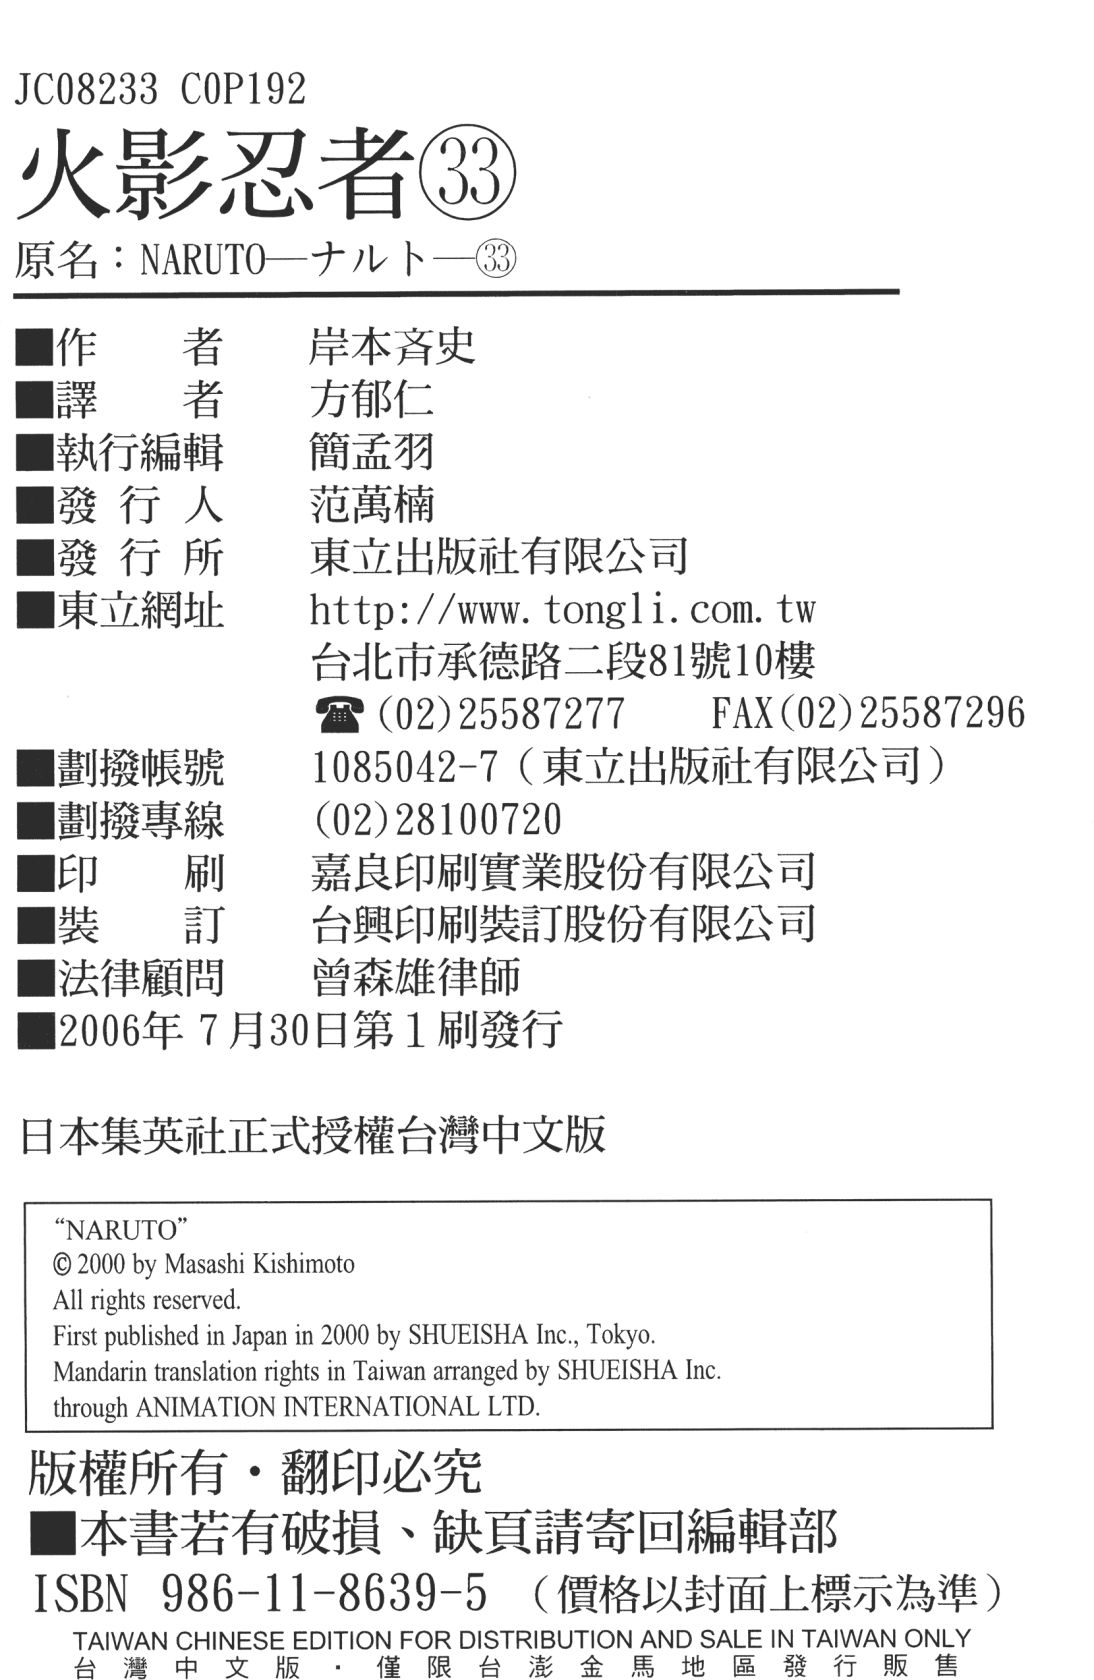 JC08233 C0P192
火影忍者㉝
原名：NARUTO—ナルト—㉝
■作　　者　岸本斉史
■譯　　者　方郁仁
■執行編輯　簡孟羽
■發 行 人　范萬楠
■發 行 所　東立出版社有限公司
■東立網址　http://www.tongli.com.tw
台北市承德路二段81號10樓
☎(02)25587277　FAX(02)25587296
■劃撥帳號　1085042-7（東立出版社有限公司）
■劃撥專線　(02)28100720
■印　　刷　嘉良印刷實業股份有限公司
■裝　　訂　台興印刷裝訂股份有限公司
■法律顧問　曾森雄律師
■2006年 7月30日第１刷發行
日本集英社正式授權台灣中文版
“NARUTO”
© 2000 by Masashi Kishimoto
All rights reserved.
First published in Japan in 2000 by SHUEISHA Inc., Tokyo.
Mandarin translation rights in Taiwan arranged by SHUEISHA Inc.
through ANIMATION INTERNATIONAL LTD.
版權所有・翻印必究
■本書若有破損、缺頁請寄回編輯部
ISBN 986-11-8639-5（價格以封面上標示為準）
TAIWAN CHINESE EDITION FOR DISTRIBUTION AND SALE IN TAIWAN ONLY
台灣中文版・僅限台澎金馬地區發行販售